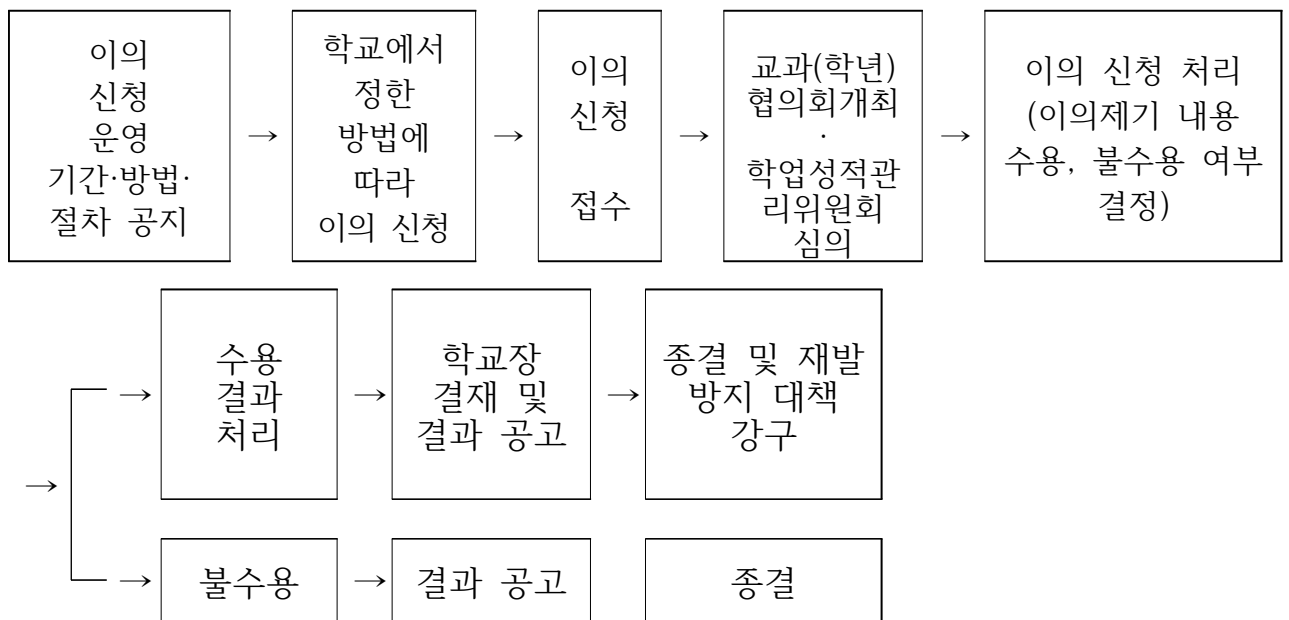 이의
신청
운영
기간·방법·
절차 공지
→
학교에서
정한
방법에
따라
이의 신청
→
이의
신청
접수
→
교과(학년)
협의회개최
·
학업성적관
리위원회
심의
→
이의 신청 처리
(이의제기 내용
수용, 불수용 여부
결정)
→
→
수용
결과
처리
→
학교장
결재 및
결과 공고
→
종결 및 재발
방지 대책
강구
→
불수용
→
결과 공고
종결